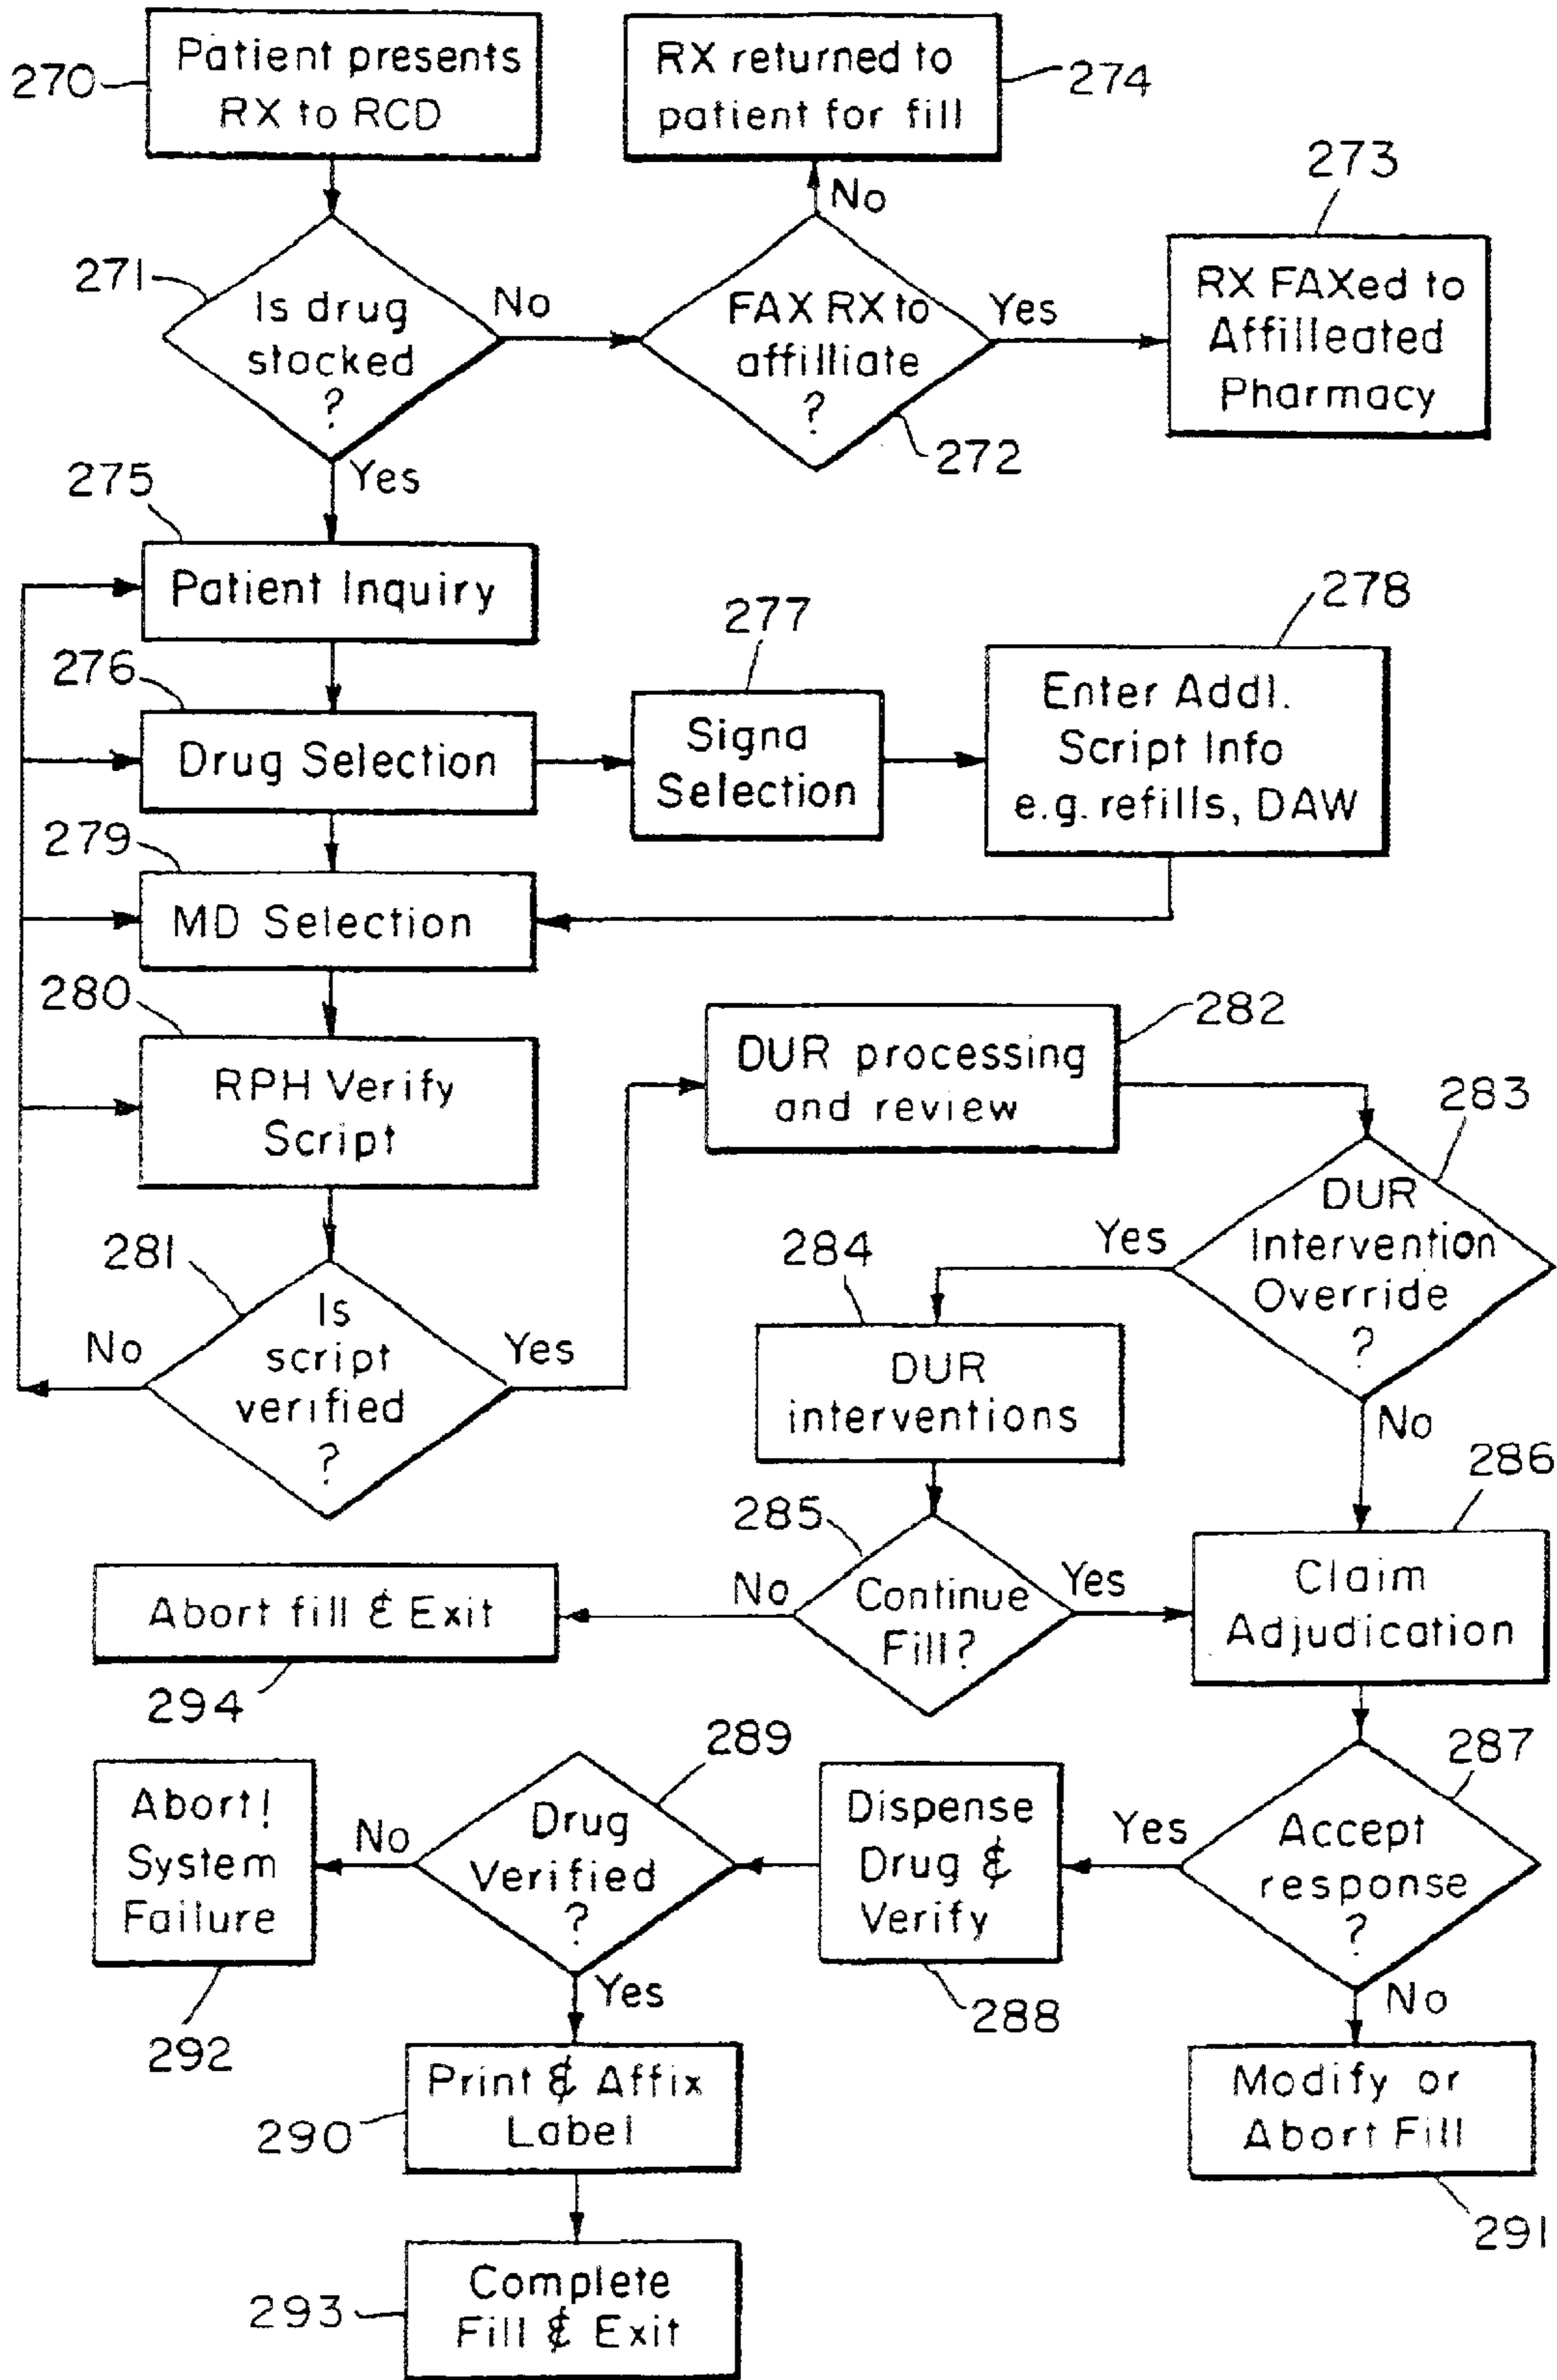 270
Patient presents
RX to RCD
RX returned to
patient for fill
274
No
273
271
Is drug
stacked
?
No
FAX RX to
affilliate
?
Yes
272
RX FAXed to
Affilleated
Pharmacy
Yes
275
Patient Inquiry
276
Drug Selection
277
Signa
Selection
278
Enter Addl.
Script Info
e.g. refills, DAW
279
MD Selection
280
RPH Verify
Script
282
DUR processing
and review
283
DUR
Intervention
Override
?
Yes
No
281
Is
script
verified
?
No
Yes
284
DUR
interventions
285
Continue
Fill?
No
Yes
286
Claim
Adjudication
Abort fill & Exit
294
287
Accept
response
?
Yes
No
Dispense
Drug &
Verify
288
289
Drug
Verified
?
No
Yes
Abort!
System
Failure
292
Print & Affix
Label
290
Modify or
Abort Fill
291
Complete
Fill & Exit
293